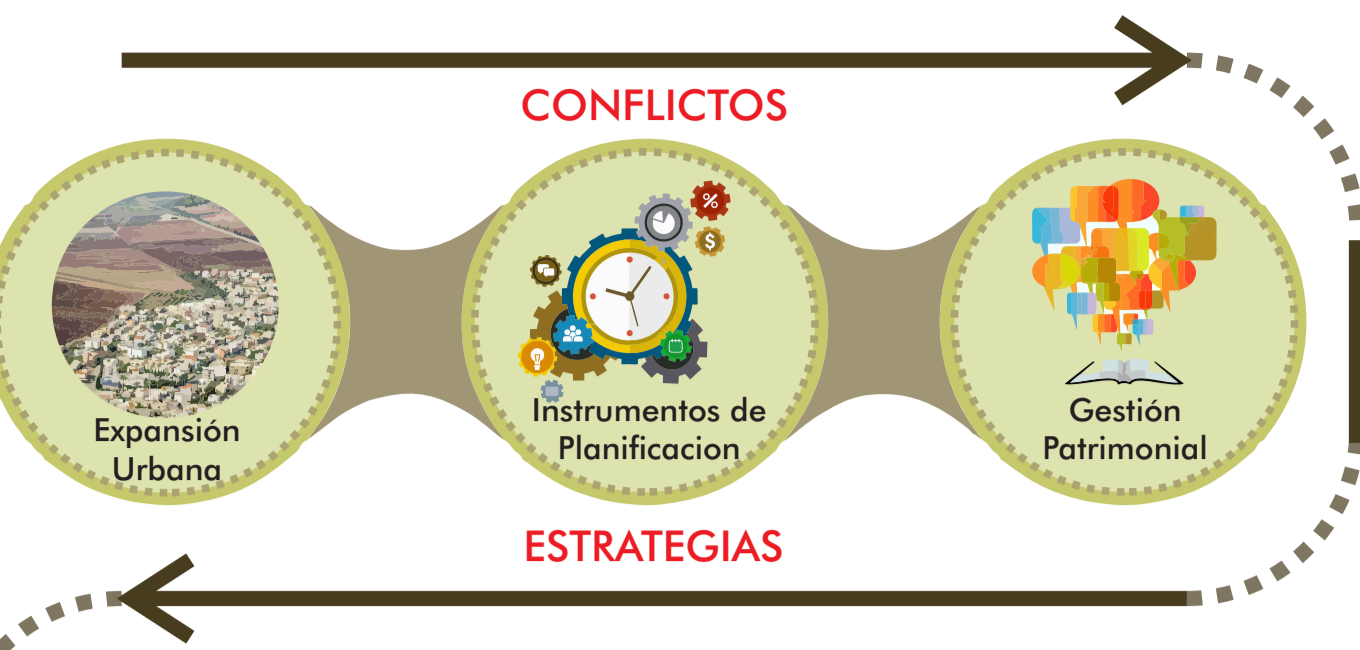 CONFLICTOS
Expansión
Urbana
%
$
Instrumentos de
Planificacion
Gestión
Patrimonial
ESTRATEGIAS